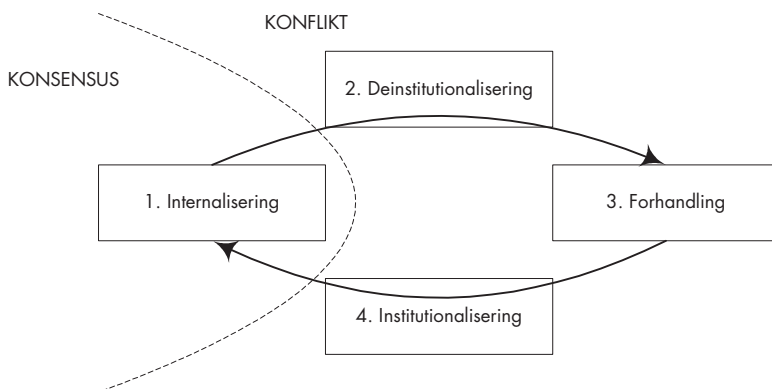 KONFLIKT
KONSENSUS
2. Deinstitutionalisering
1. Internalisering
3. Forhandling
4. Institutionalisering